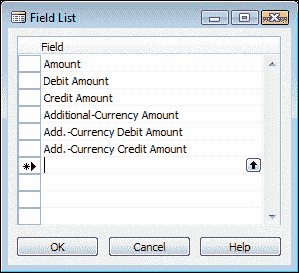 Field List
Field
Amount
Debit Amount
Credit Amount
Additional-Currency Amount
Add.-Currency Debit Amount
Add.-Currency Credit Amount
OK Cancel Help